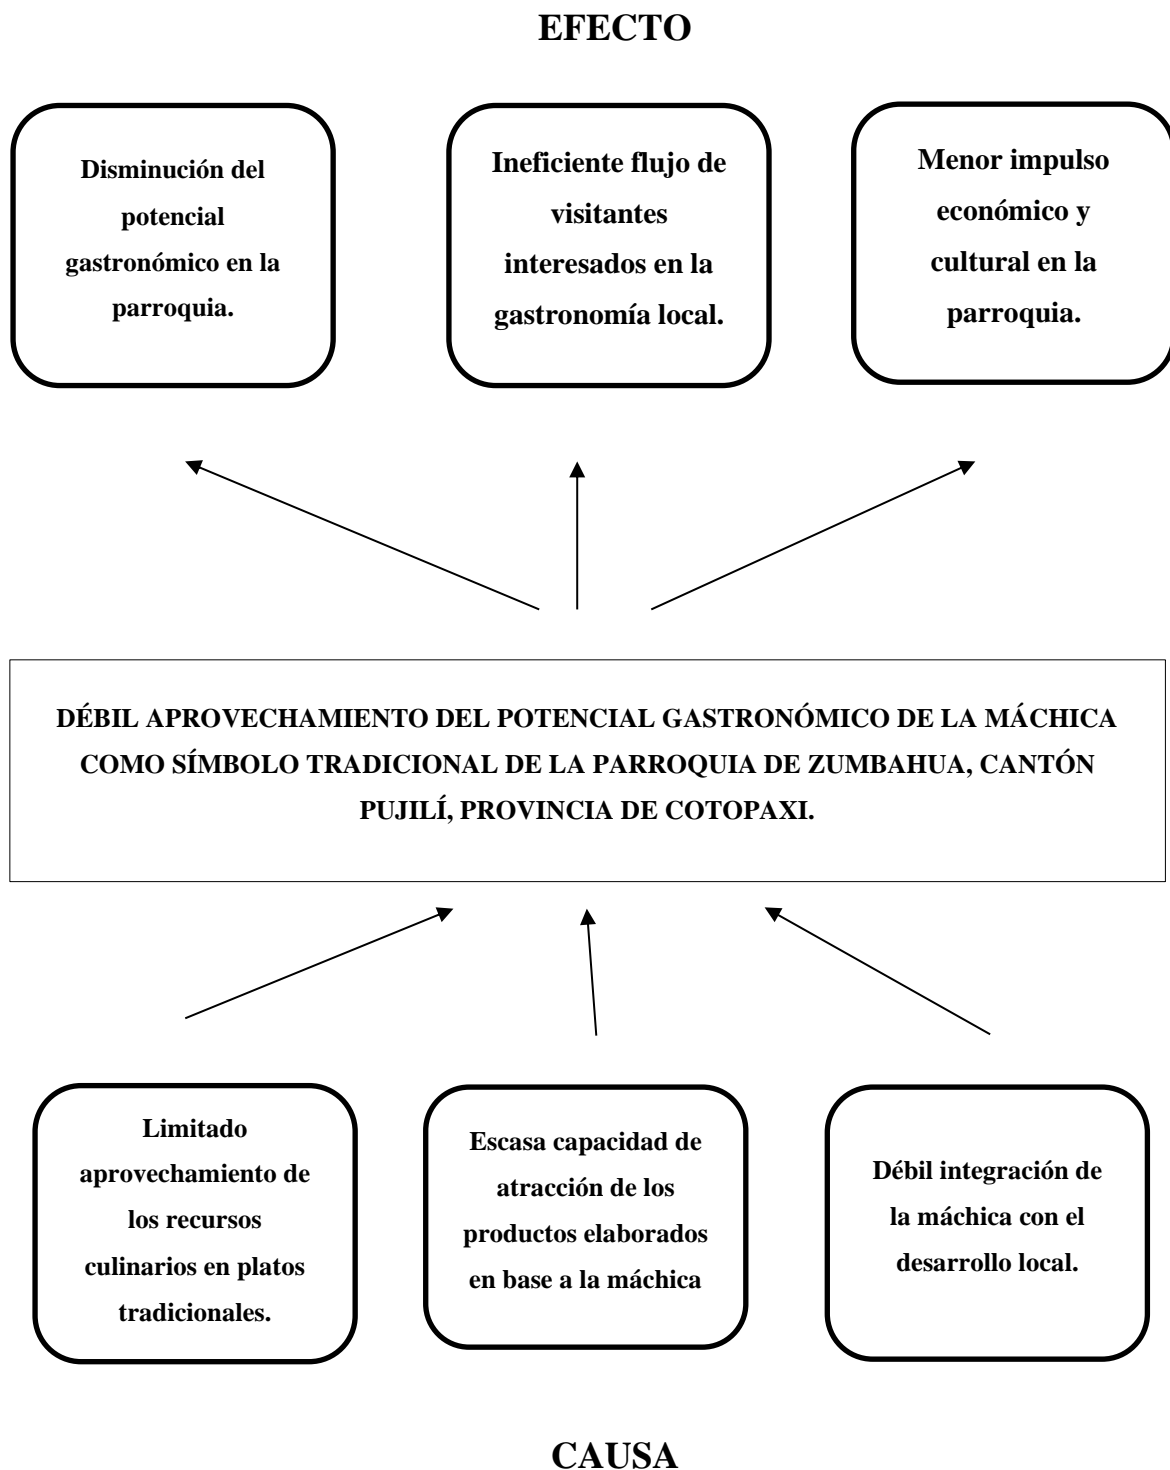 EFECTO
Disminución del
potencial
gastronómico en la
parroquia.
Ineficiente flujo de
visitantes
interesados en la
gastronomía local.
Menor impulso
económico y
cultural en la
parroquia.
DÉBIL APROVECHAMIENTO DEL POTENCIAL GASTRONÓMICO DE LA MÁCHICA
COMO SÍMBOLO TRADICIONAL DE LA PARROQUIA DE ZUMBAHUA, CANTÓN
PUJILÍ, PROVINCIA DE COTOPAXI.
Limitado
aprovechamiento de
los recursos
culinarios en platos
tradicionales.
Escasa capacidad de
atracción de los
productos elaborados
en base a la máchica
Débil integración de
la máchica con el
desarrollo local.
CAUSA